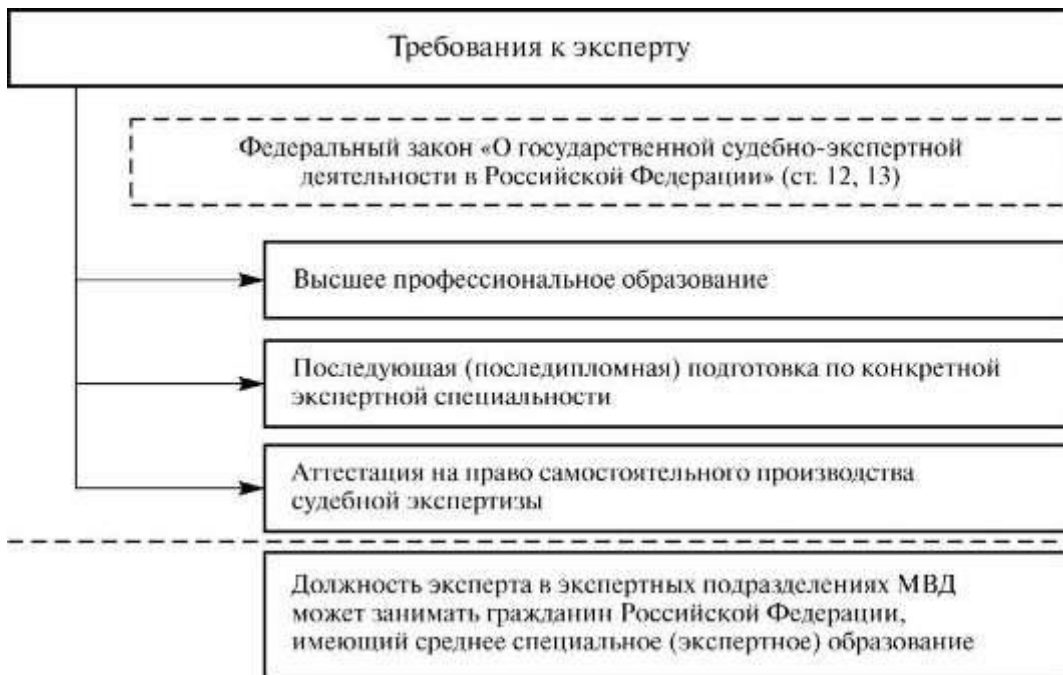 Требования к эксперту
Федеральный закон «О государственной судебно-экспертной
деятельности в Российской Федерации» (ст. 12, 13)
Высшее профессиональное образование
Последующая (последипломная) подготовка по конкретной
экспертной специальности
Аттестация на право самостоятельного производства
судебной экспертизы
Должность эксперта в экспертных подразделениях МВД
может занимать гражданин Российской Федерации,
имеющий среднее специальное (экспертное) образование